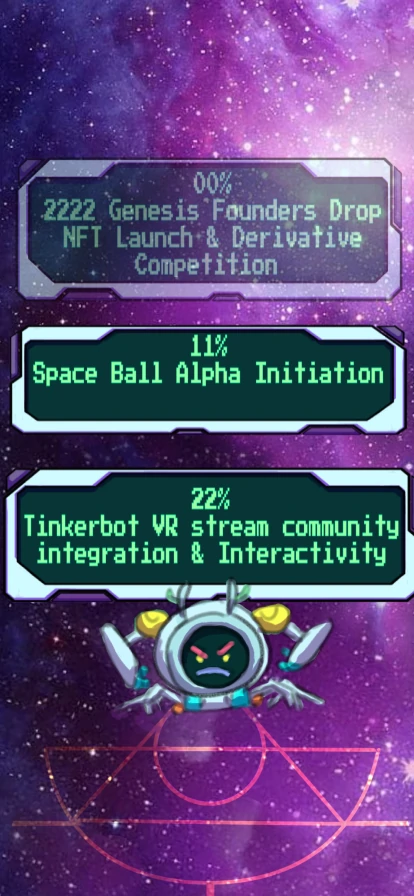 00%
2222 Genesis Founders Drop
NFT Launch & Derivative
Competition
11%
Space Ball Alpha Initiation
22%
Tinkerbot VR stream community
integration & Interactivity